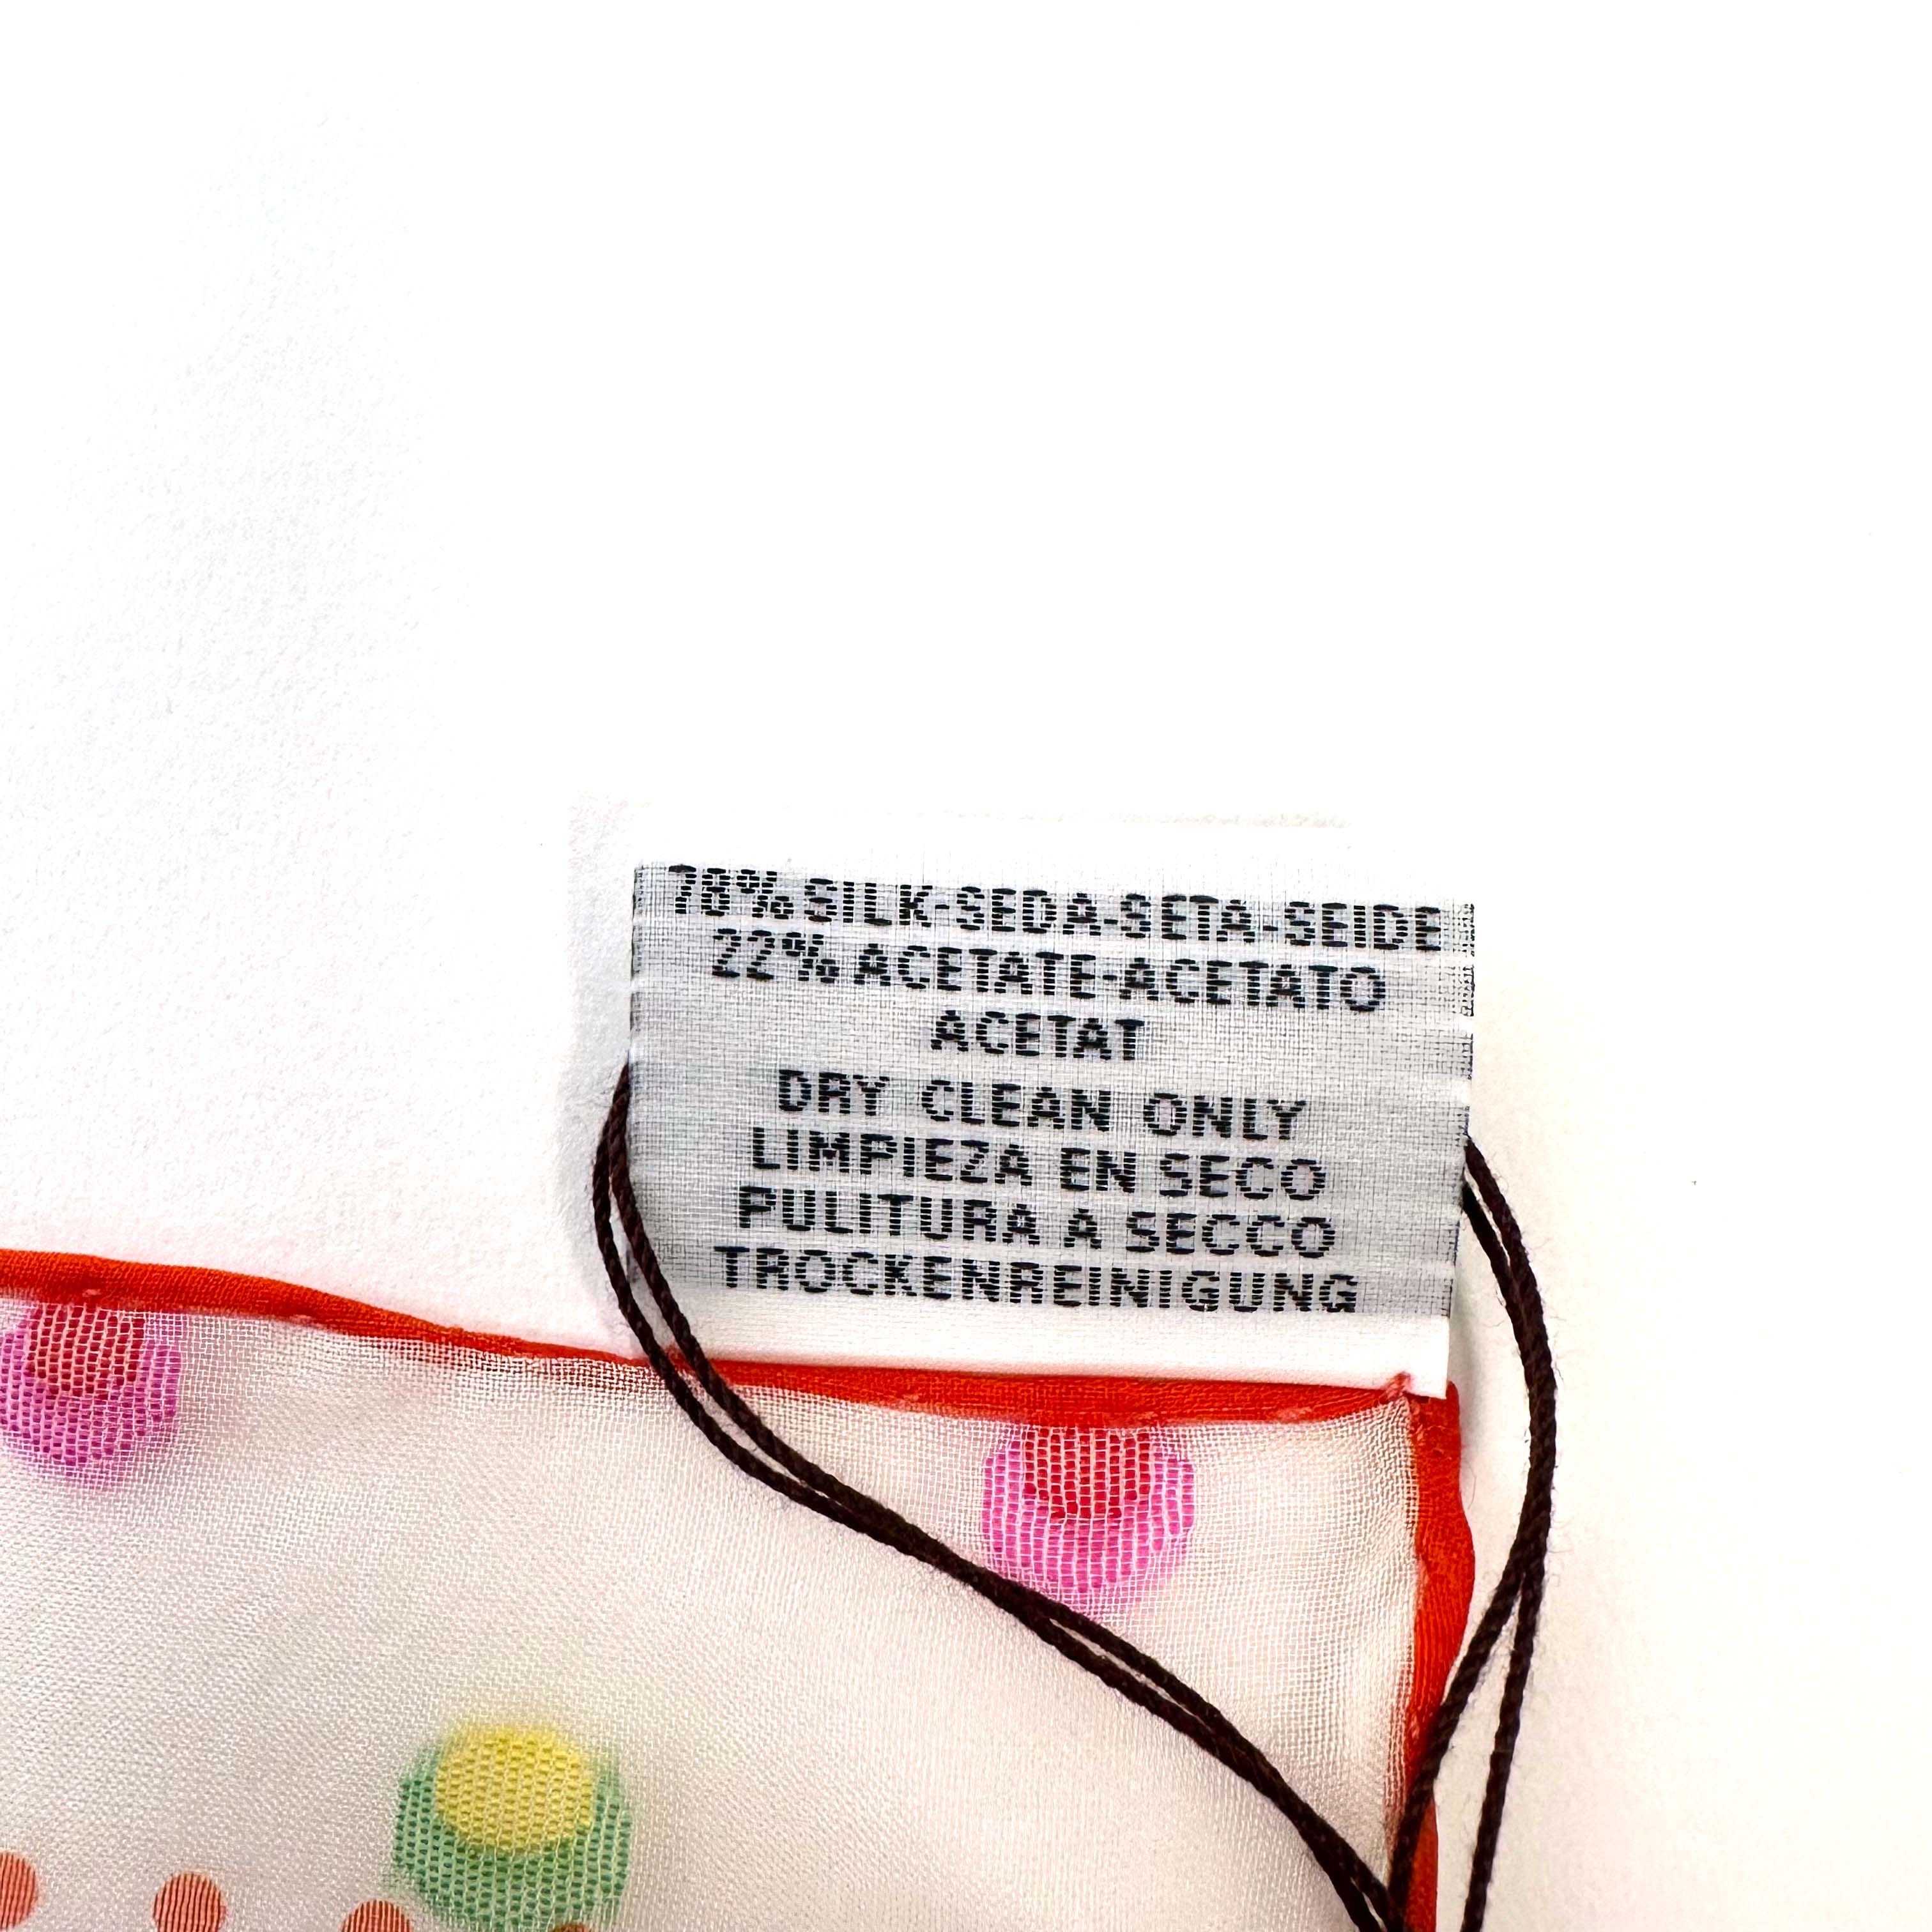 78% SILK-SEDA-SETA-SEIDE
22% ACETATE-ACETATO
ACETAT
DRY CLEAN ONLY
LIMPIEZA EN SECO
PULITURA A SECCO
TROCKENREINIGUNG